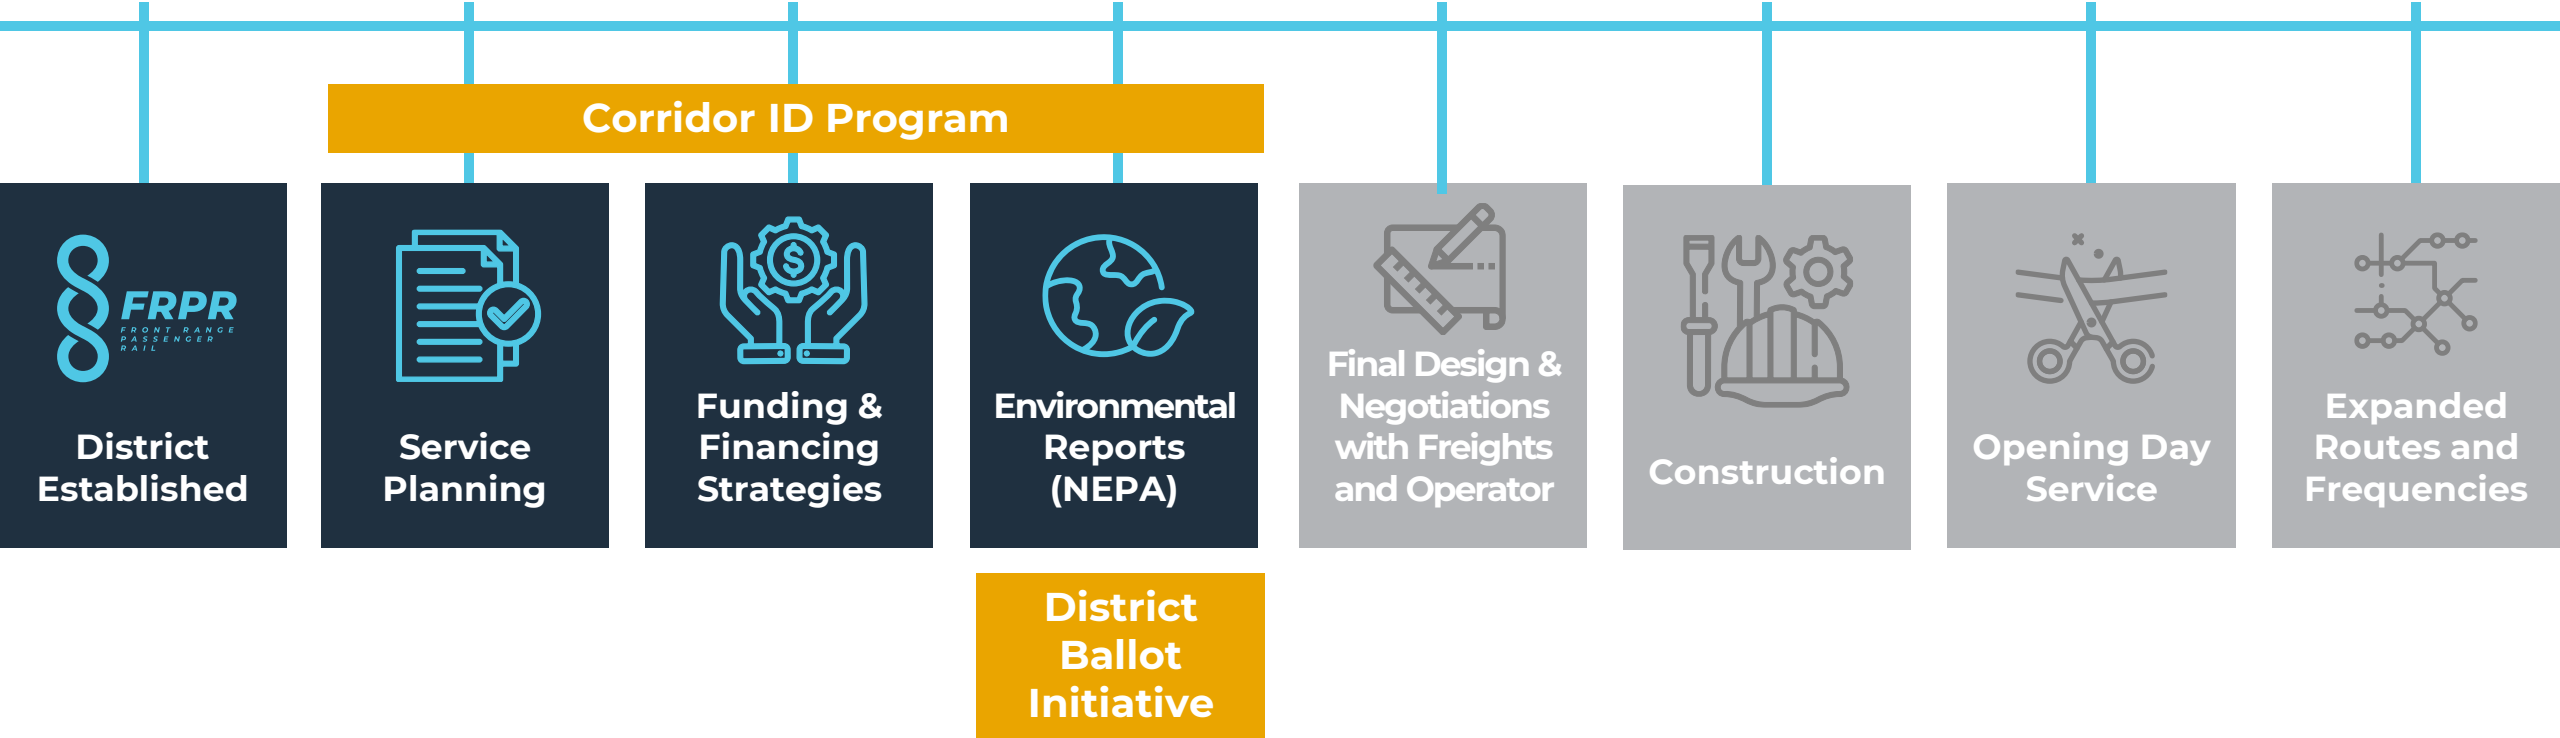 Corridor ID Program
FRPR
FRONT RANGE
PASSENGER
RAIL
District
Established
Service
Planning
$
Funding &
Financing
Strategies
Environmental
Reports
(NEPA)
Final Design &
Negotiations
with Freights
and Operator
Construction
Opening Day
Service
Expanded
Routes and
Frequencies
District
Ballot
Initiative